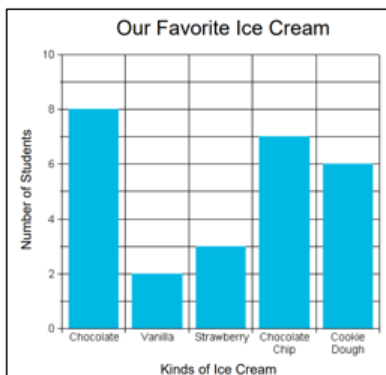 Our Favorite Ice Cream
Number of Students
10
8
6
4
2
0
Chocolate Vanilla Strawberry Chocolate Chip Cookie Dough
Kinds of Ice Cream